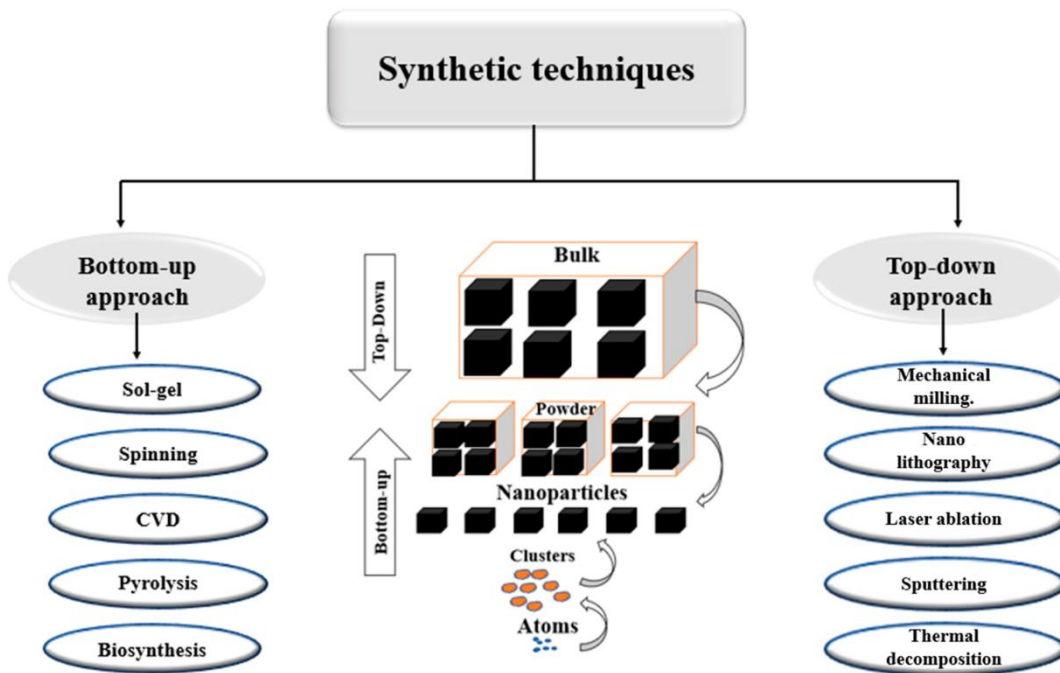 Synthetic techniques
Bottom-up
approach
Sol-gel
Spinning
CVD
Pyrolysis
Biosynthesis
Top-Down
Bottom-up
Bulk
Powder
Nanoparticles
Clusters
Atoms
Top-down
approach
Mechanical
milling.
Nano
lithography
Laser ablation
Sputtering
Thermal
decomposition